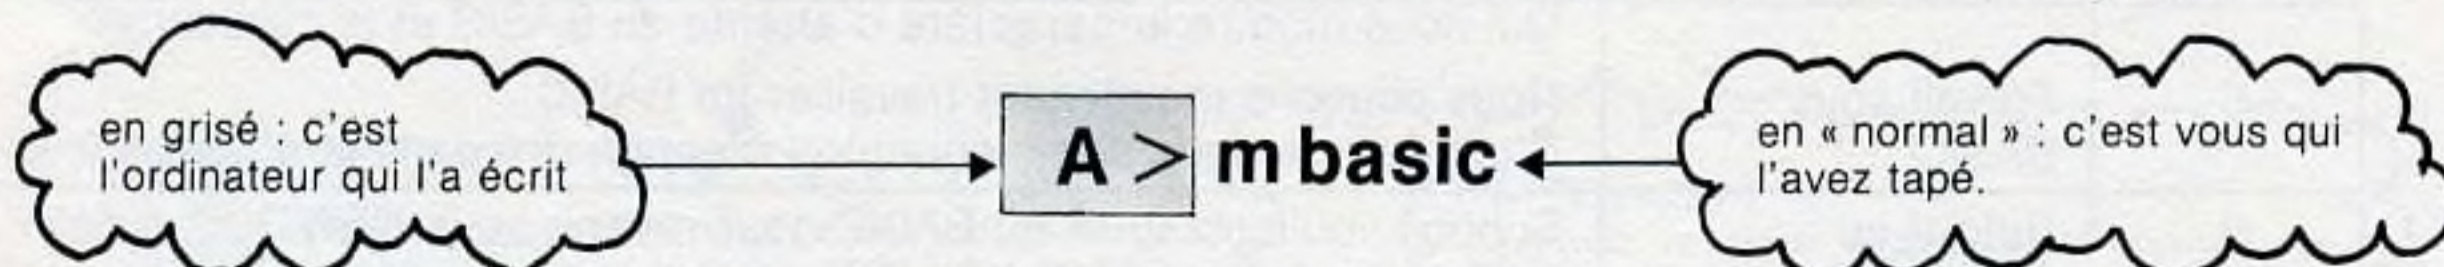 en grisé : c'est
l'ordinateur qui l'a écrit
A > m basic
en « normal » : c'est vous qui
l'avez tapé.